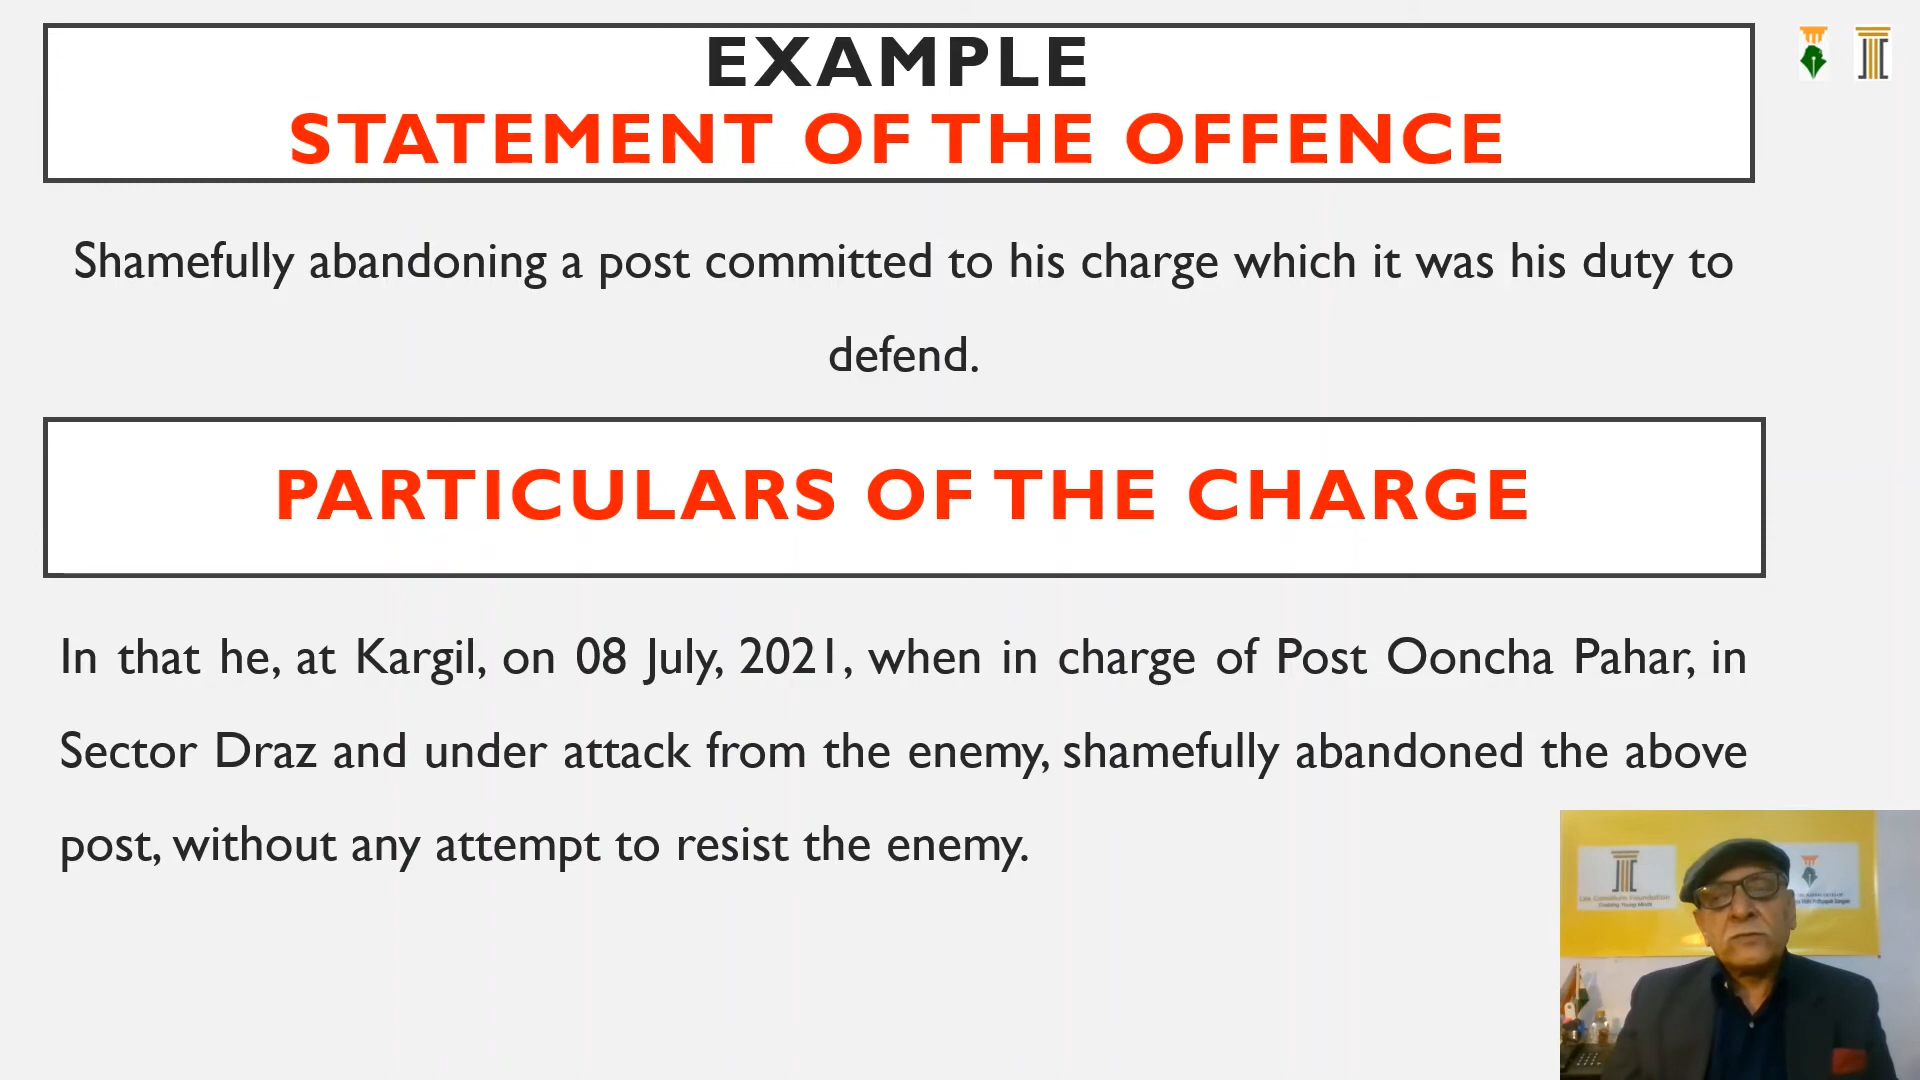 EXAMPLE
STATEMENT OF THE OFFENCE
Shamefully abandoning a post committed to his charge which it was his duty to
defend.
PARTICULARS OF THE CHARGE
In that he, at Kargil, on 08 July, 2021, when in charge of Post Ooncha Pahar, in
Sector Draz and under attack from the enemy, shamefully abandoned the above
post, without any attempt to resist the enemy.